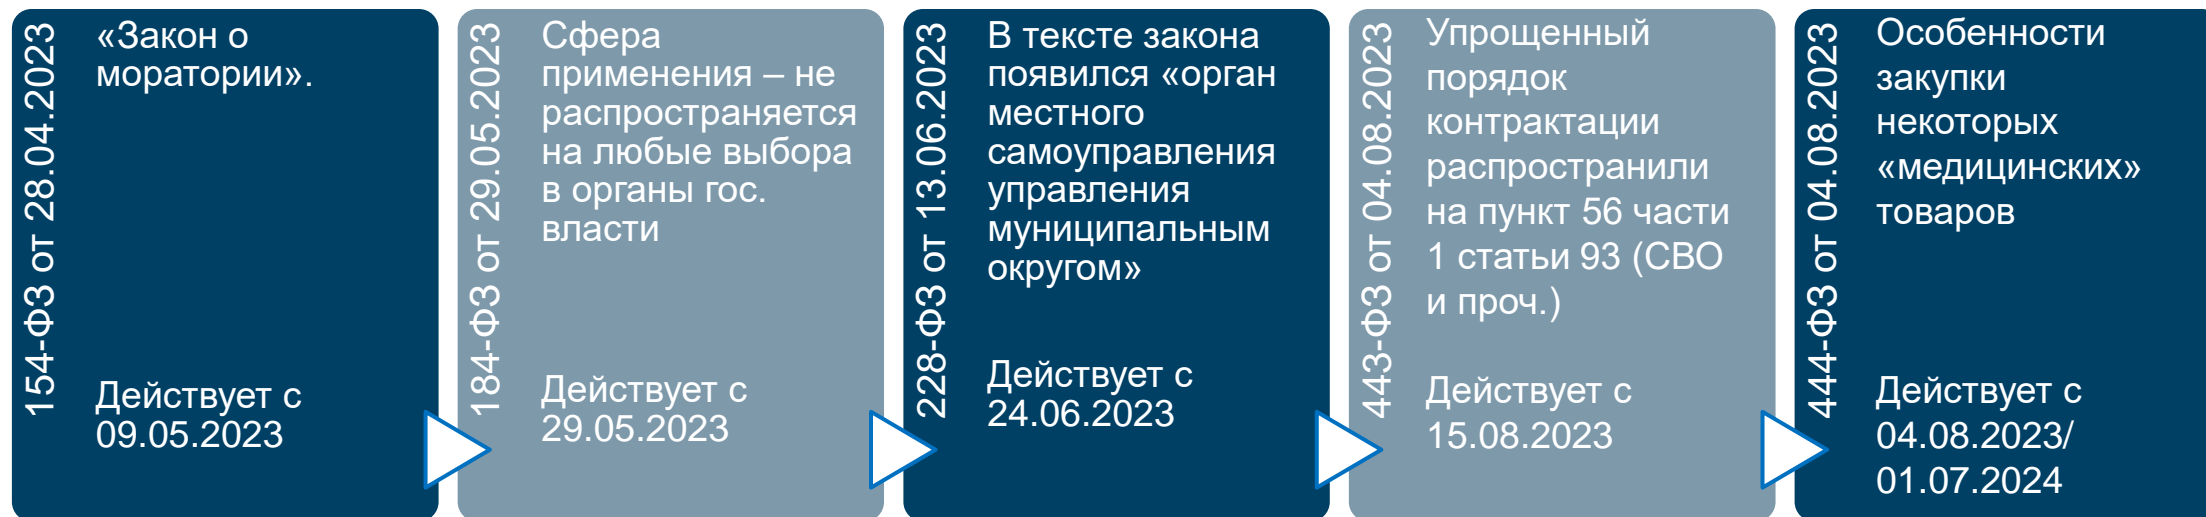 154-ФЗ от 28.04.2023
«Закон о
моратории».
Действует с
09.05.2023
184-ФЗ от 29.05.2023
Сфера
применения – не
распространяется
на любые выбора
в органы гос.
власти
Действует с
29.05.2023
228-ФЗ от 13.06.2023
В тексте закона
появился «орган
местного
самоуправления
управления
муниципальным
округом»
Действует с
24.06.2023
443-ФЗ от 04.08.2023
Упрощенный
порядок
контрактации
распространили
на пункт 56 части
1 статьи 93 (СВО
и проч.)
Действует с
15.08.2023
444-ФЗ от 04.08.2023
Особенности
закупки
некоторых
«медицинских»
товаров
Действует с
04.08.2023/
01.07.2024